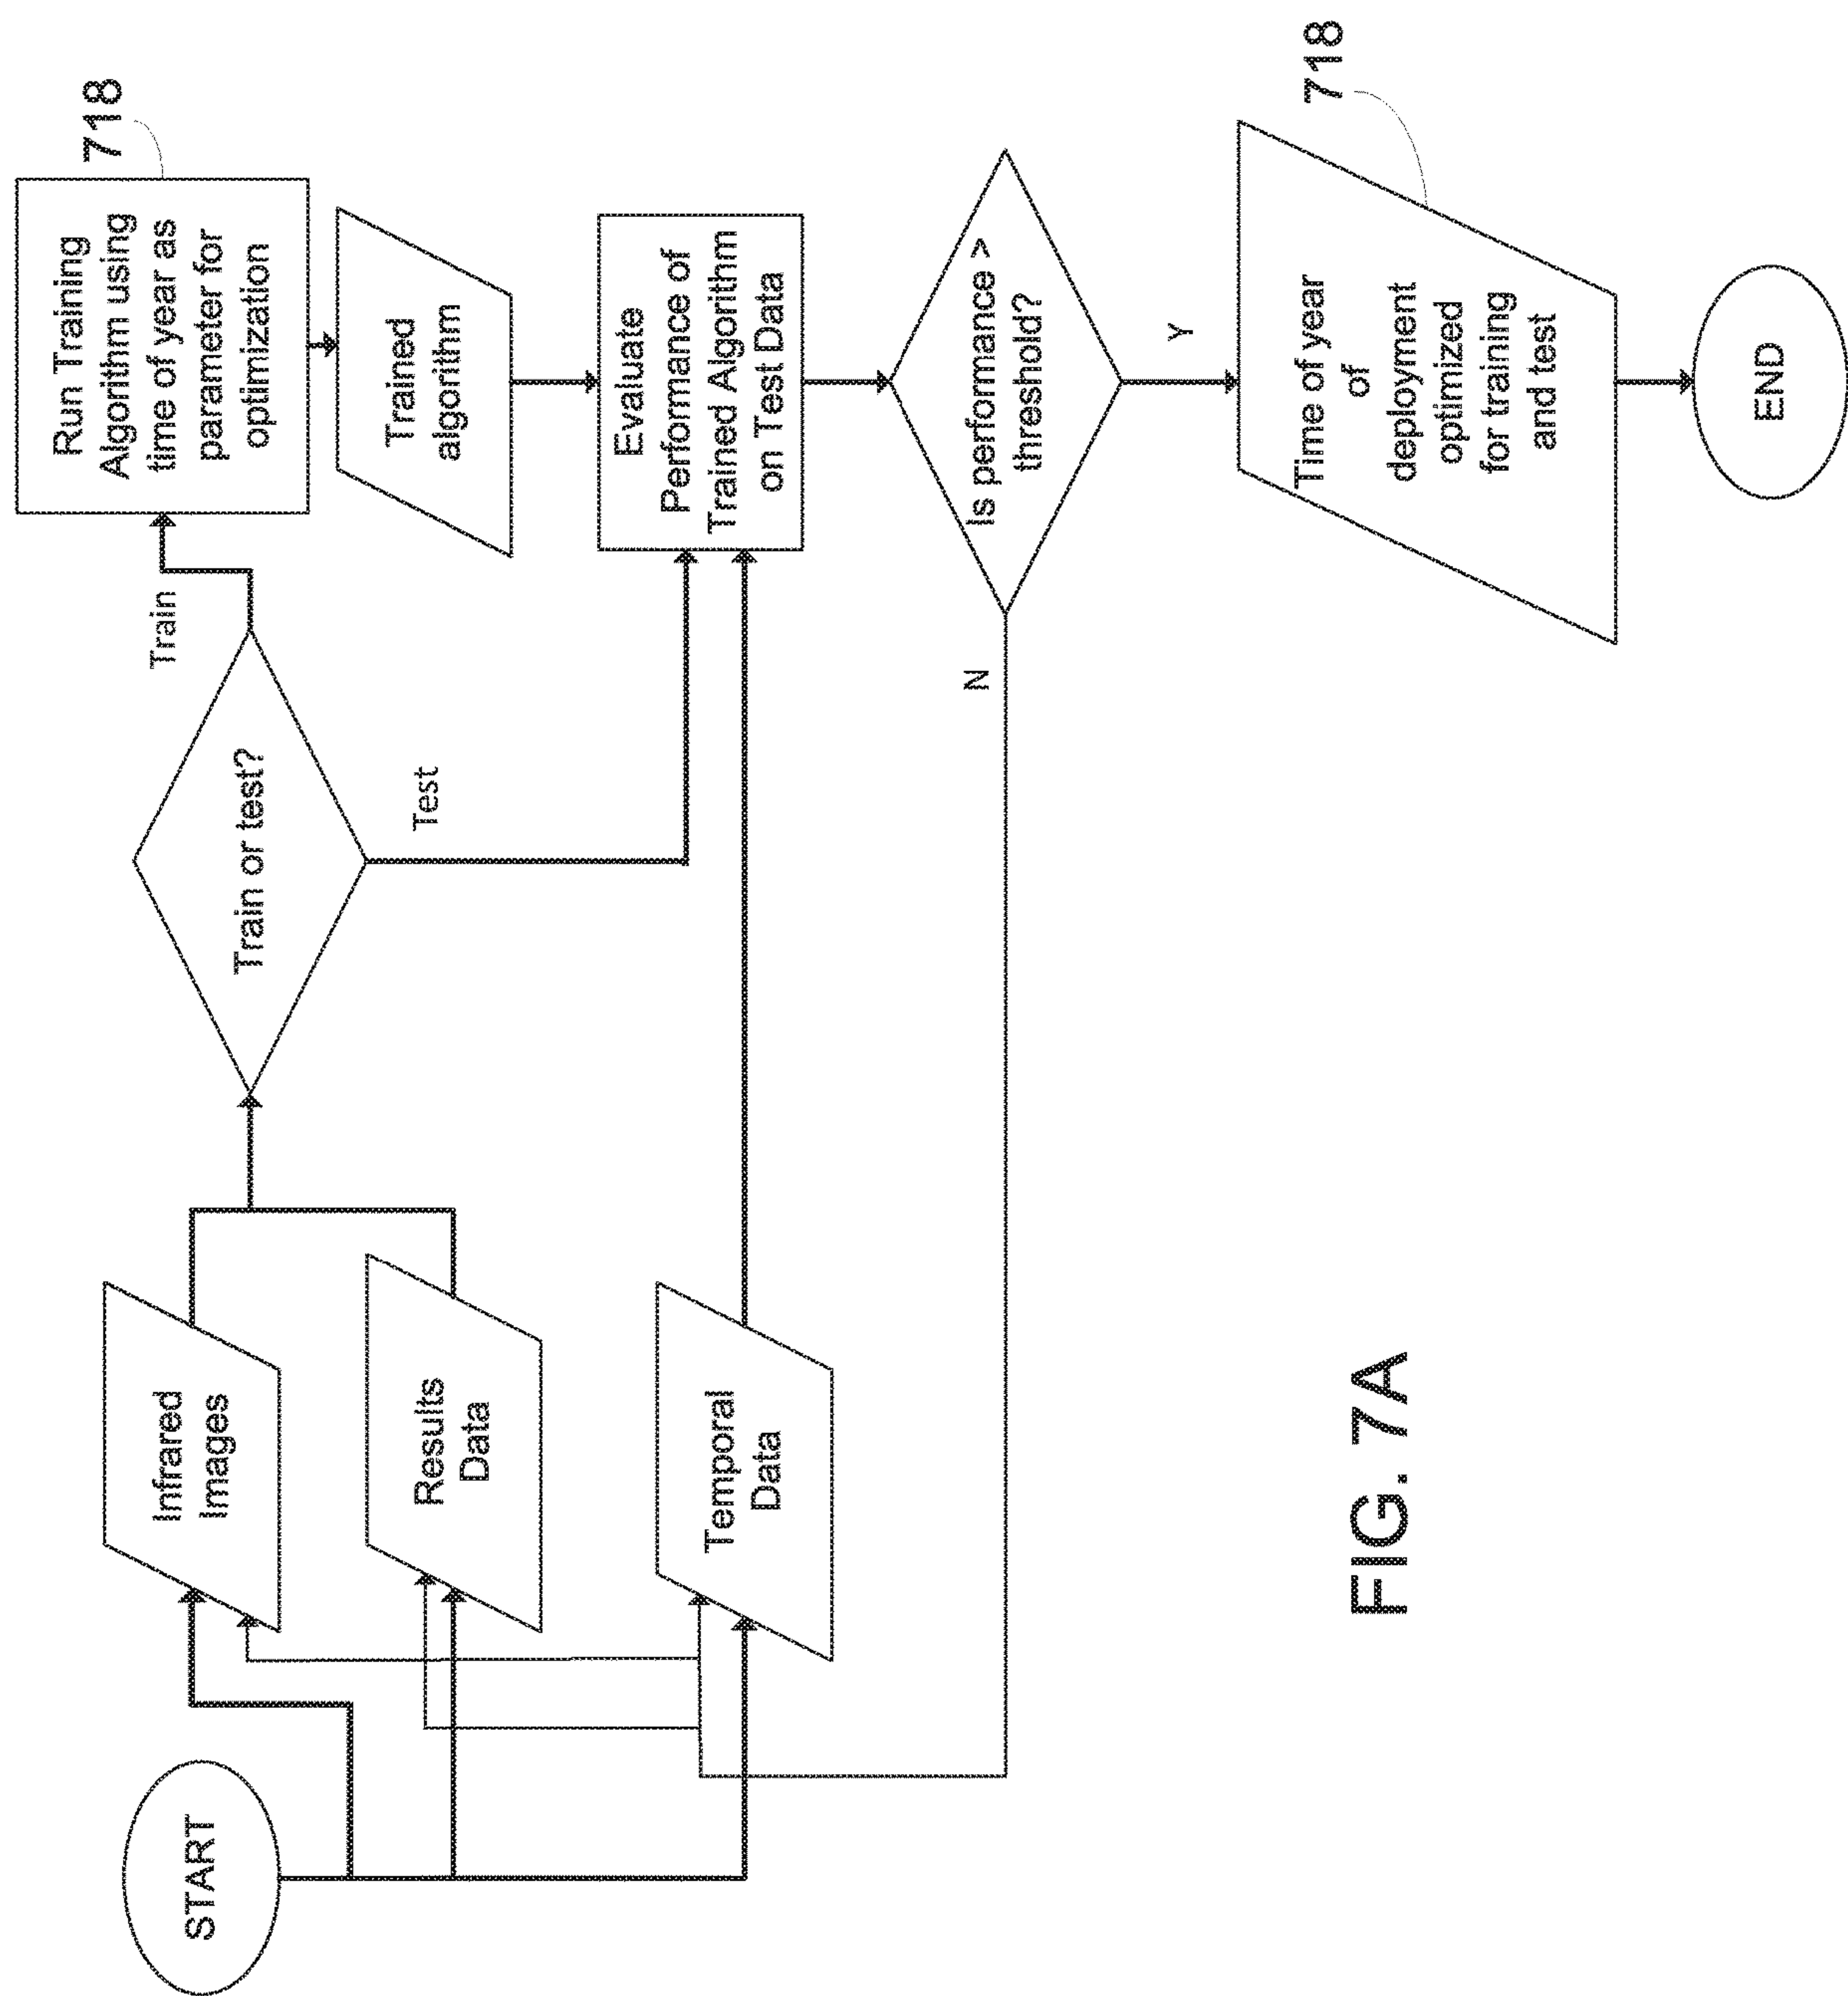 START
Infrared
Images
Results
Data
Temporal
Data
Train or test?
Train
Test
Run Training
Algorithm using
time of year as
parameter for
optimization
718
Trained
algorithm
Evaluate
Performance of
Trained Algorithm
on Test Data
Is performance >
threshold?
N
Y
Time of year
of
deployment
optimized
for training
and test
718
END
FIG. 7A